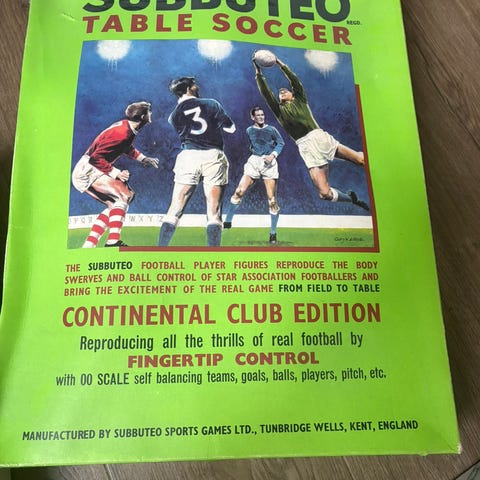 SUBBUTEO
REGD.
TABLE SOCCER
3
W X Y Z
THE SUBBUTEO FOOTBALL PLAYER FIGURES REPRODUCE THE BODY
SWERVES AND BALL CONTROL OF STAR ASSOCIATION FOOTBALLERS AND
BRING THE EXCITEMENT OF THE REAL GAME FROM FIELD TO TABLE
CONTINENTAL CLUB EDITION
Reproducing all the thrills of real football by
FINGERTIP CONTROL
with OO SCALE self balancing teams, goals, balls, players, pitch, etc.
MANUFACTURED BY SUBBUTEO SPORTS GAMES LTD., TUNBRIDGE WELLS, KENT, ENGLAND